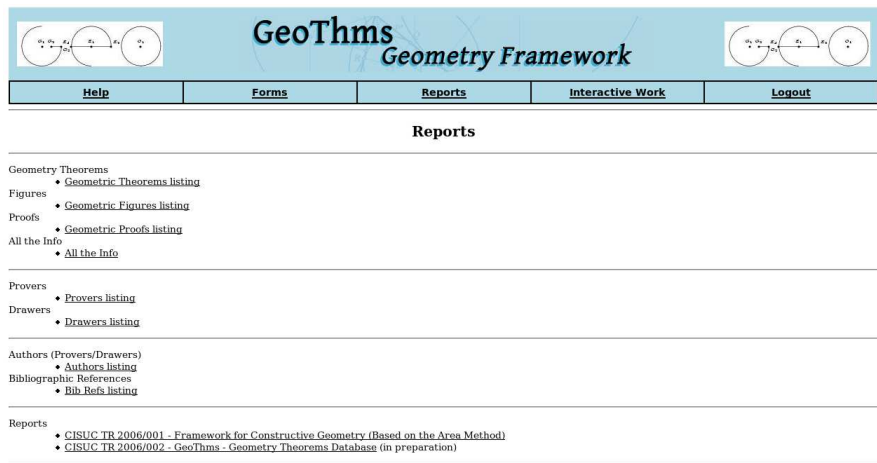 GeoThms
Geometry Framework
Help Forms Reports Interactive Work Logout
Reports
Geometry Theorems
Geometric Theorems listing
Figures
Geometric Figures listing
Proofs
Geometric Proofs listing
All the Info
All the Info
Provers
Provers listing
Drawers
Drawers listing
Authors (Provers/Drawers)
Authors listing
Bibliographic References
Bib Refs listing
Reports
CISUC TR 2006/001 - Framework for Constructive Geometry (Based on the Area Method)
CISUC TR 2006/002 - GeoThms - Geometry Theorems Database (in preparation)